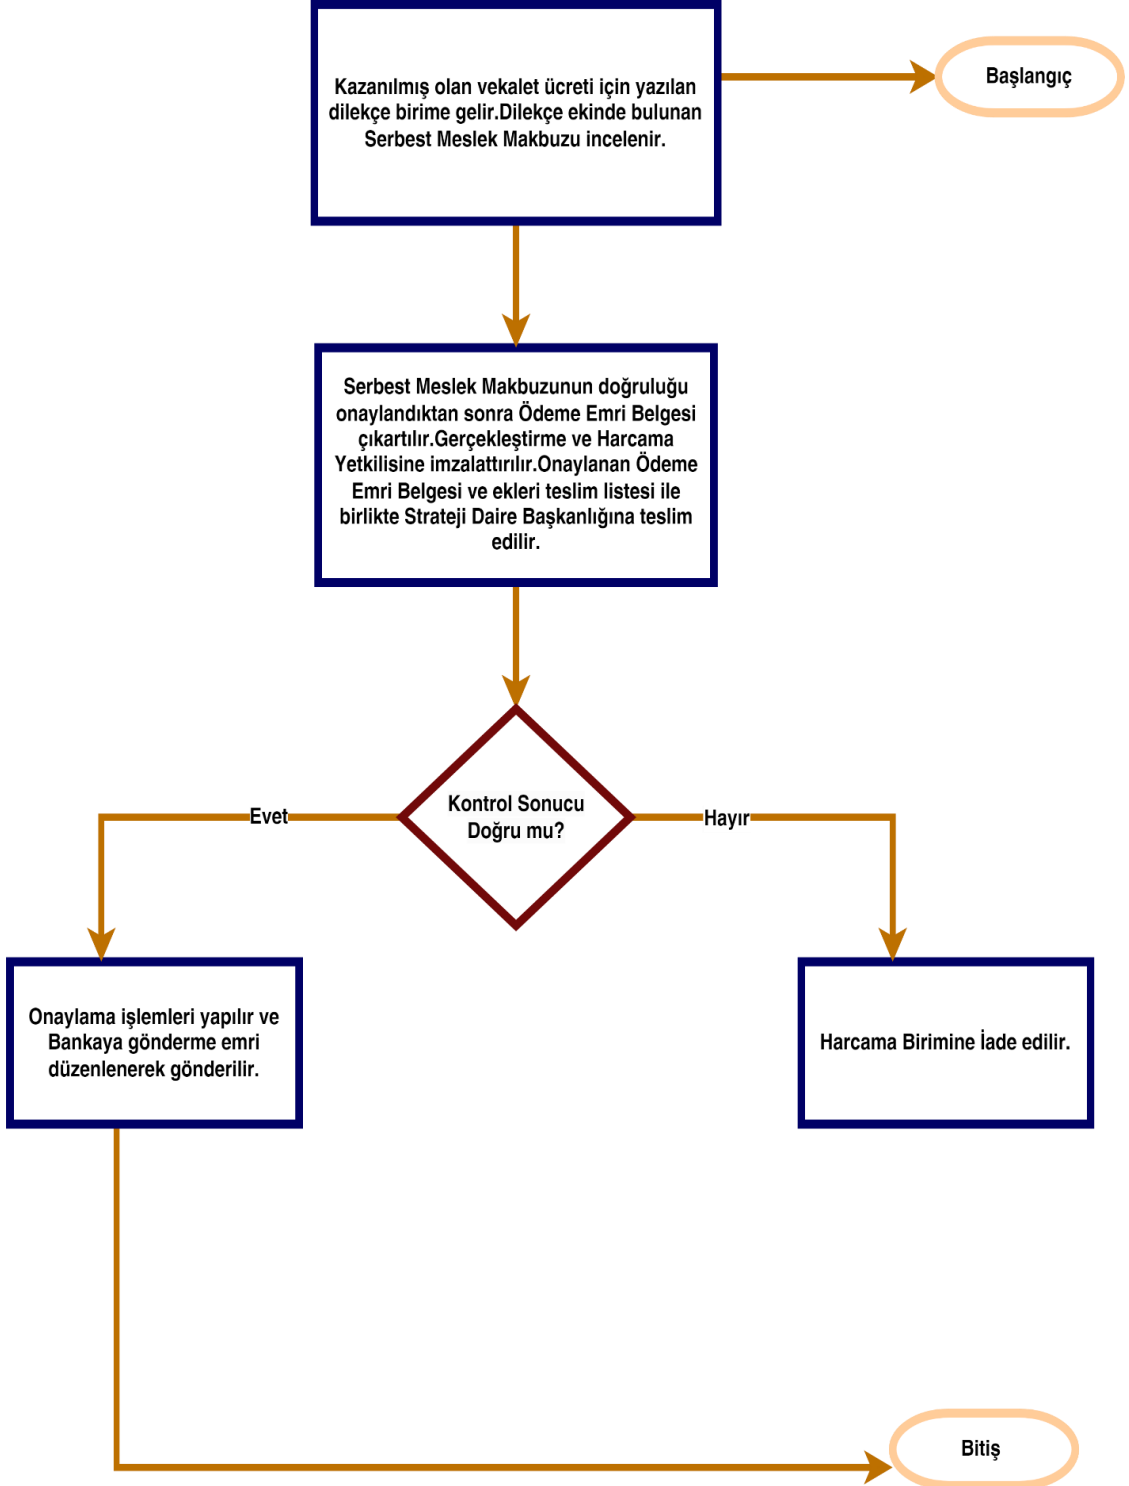 Kazanılmış olan vekalet ücreti için yazılan
dilekçe birime gelir.Dilekçe ekinde bulunan
Serbest Meslek Makbuzu incelenir.
Başlangıç
Serbest Meslek Makbuzunun doğruluğu
onaylandıktan sonra Ödeme Emri Belgesi
çıkartılır.Gerçekleştirme ve Harcama
Yetkilisine imzalattırılır.Onaylanan Ödeme
Emri Belgesi ve ekleri teslim listesi ile
birlikte Strateji Daire Başkanlığına teslim
edilir.
Kontrol Sonucu
Doğru mu?
Evet
Hayır
Onaylama işlemleri yapılır ve
Bankaya gönderme emri
düzenlenerek gönderilir.
Harcama Birimine İade edilir.
Bitiş